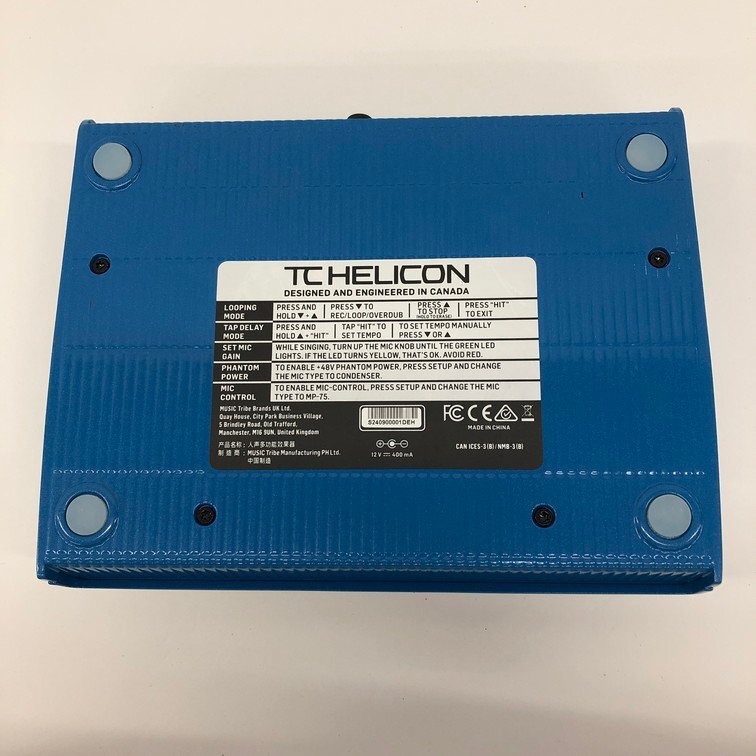 TC HELICON
DESIGNED AND ENGINEERED IN CANADA
LOOPING MODE
PRESS AND HOLD ▼ + ▲
PRESS ▼ TO REC/LOOP/OVERDUB
PRESS ▲ TO STOP (HOLD TO ERASE)
PRESS "HIT" TO EXIT
TAP DELAY MODE
PRESS AND HOLD ▲ + "HIT"
TAP "HIT" TO SET TEMPO
TO SET TEMPO MANUALLY PRESS ▼ OR ▲
SET MIC GAIN
WHILE SINGING, TURN UP THE MIC KNOB UNTIL THE GREEN LED
LIGHTS. IF THE LED TURNS YELLOW, THAT'S OK. AVOID RED.
PHANTOM POWER
TO ENABLE +48V PHANTOM POWER, PRESS SETUP AND CHANGE
THE MIC TYPE TO CONDENSER.
MIC CONTROL
TO ENABLE MIC-CONTROL, PRESS SETUP AND CHANGE THE MIC
TYPE TO MP-75.
MUSIC Tribe Brands UK Ltd.
Quay House, City Park Business Village,
5 Brindley Road, Old Trafford,
Manchester, M16 9UN, United Kingdom
产品名称: 人声多功能效果器
制 造 商: MUSIC Tribe Manufacturing PH Ltd.
中国制造
S240900001DEH
12 V ⎓ 400 mA
FC CE
MADE IN CHINA
CAN ICES-3 (B) / NMB-3 (B)